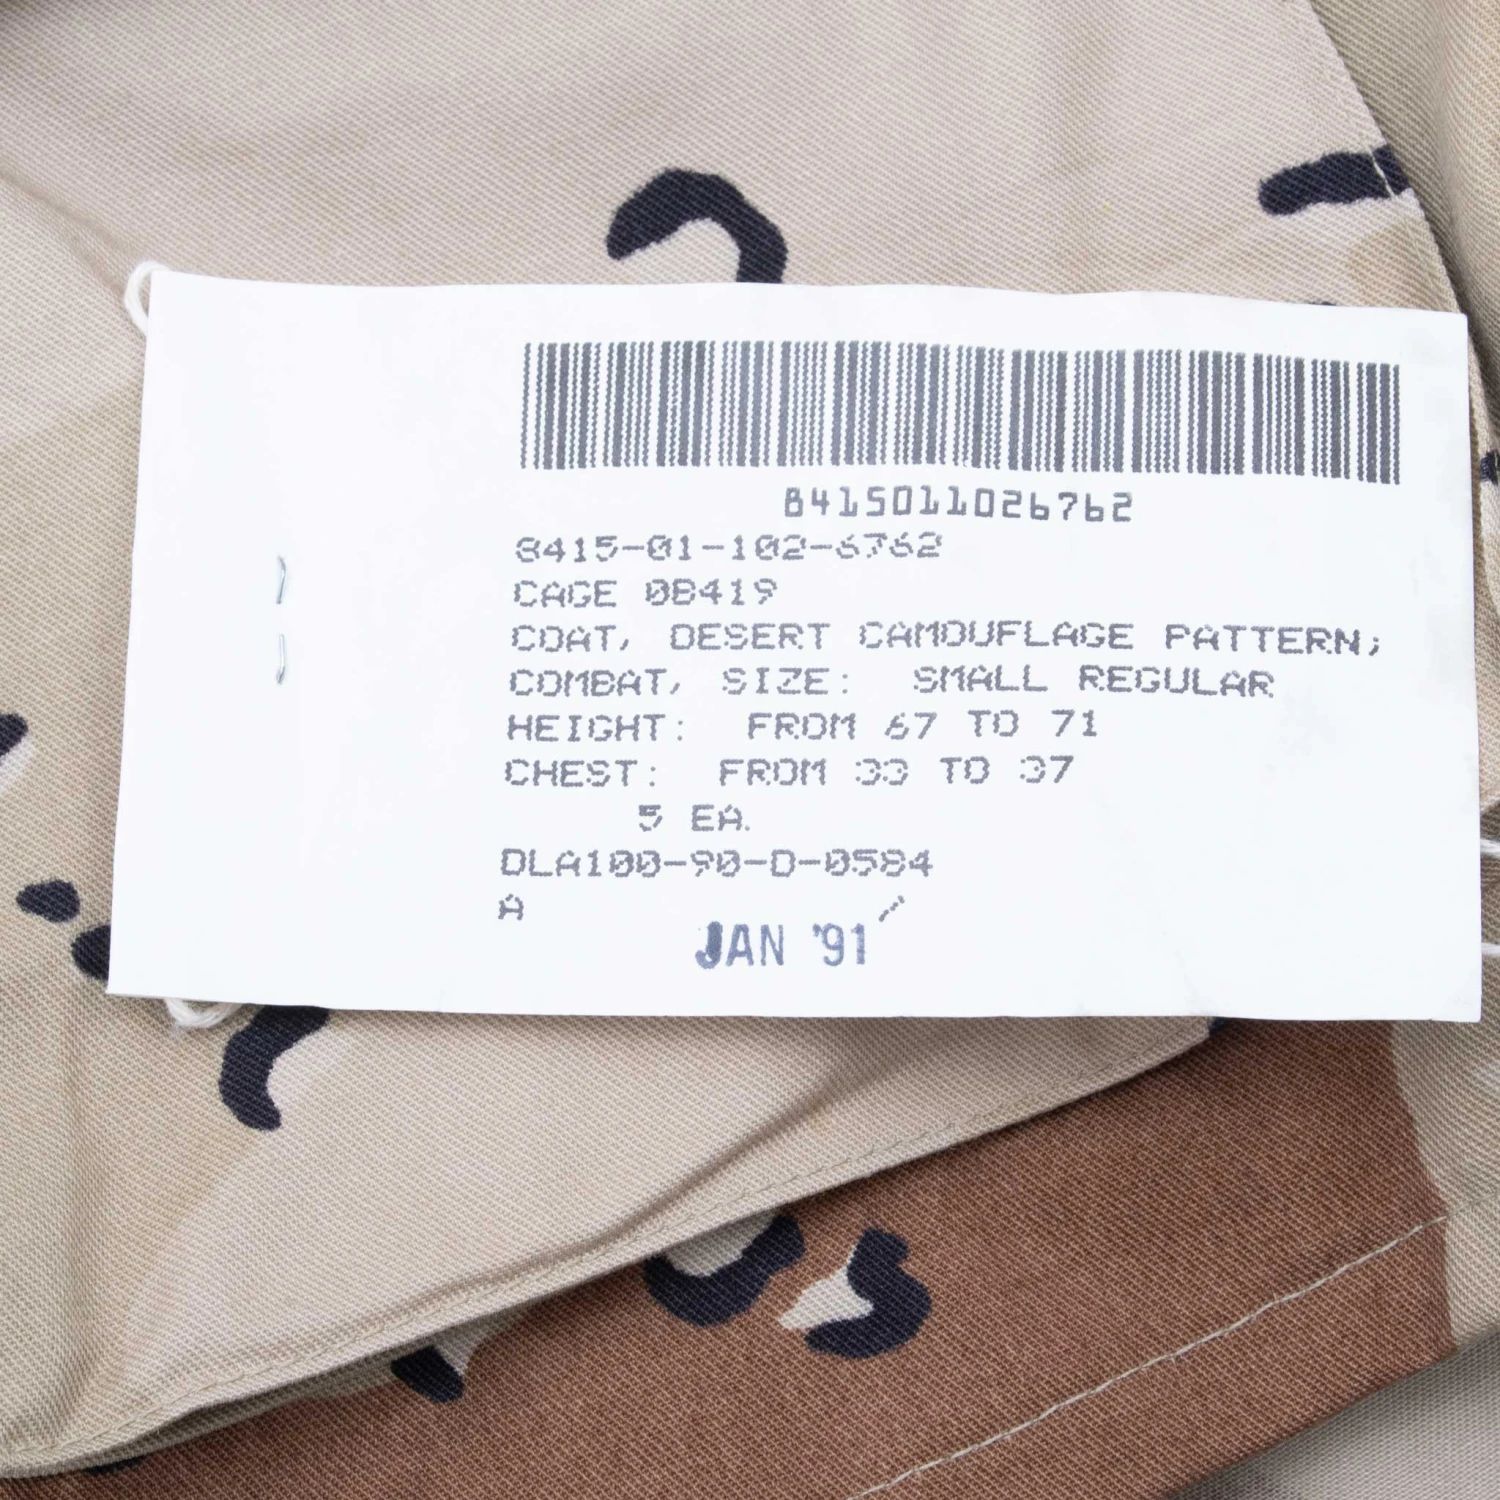 8415011026762
8415-01-102-6762
CAGE 0B419
COAT, DESERT CAMOUFLAGE PATTERN;
COMBAT, SIZE: SMALL REGULAR
HEIGHT: FROM 67 TO 71
CHEST: FROM 33 TO 37
5 EA.
DLA100-90-D-0584
A
JAN '91